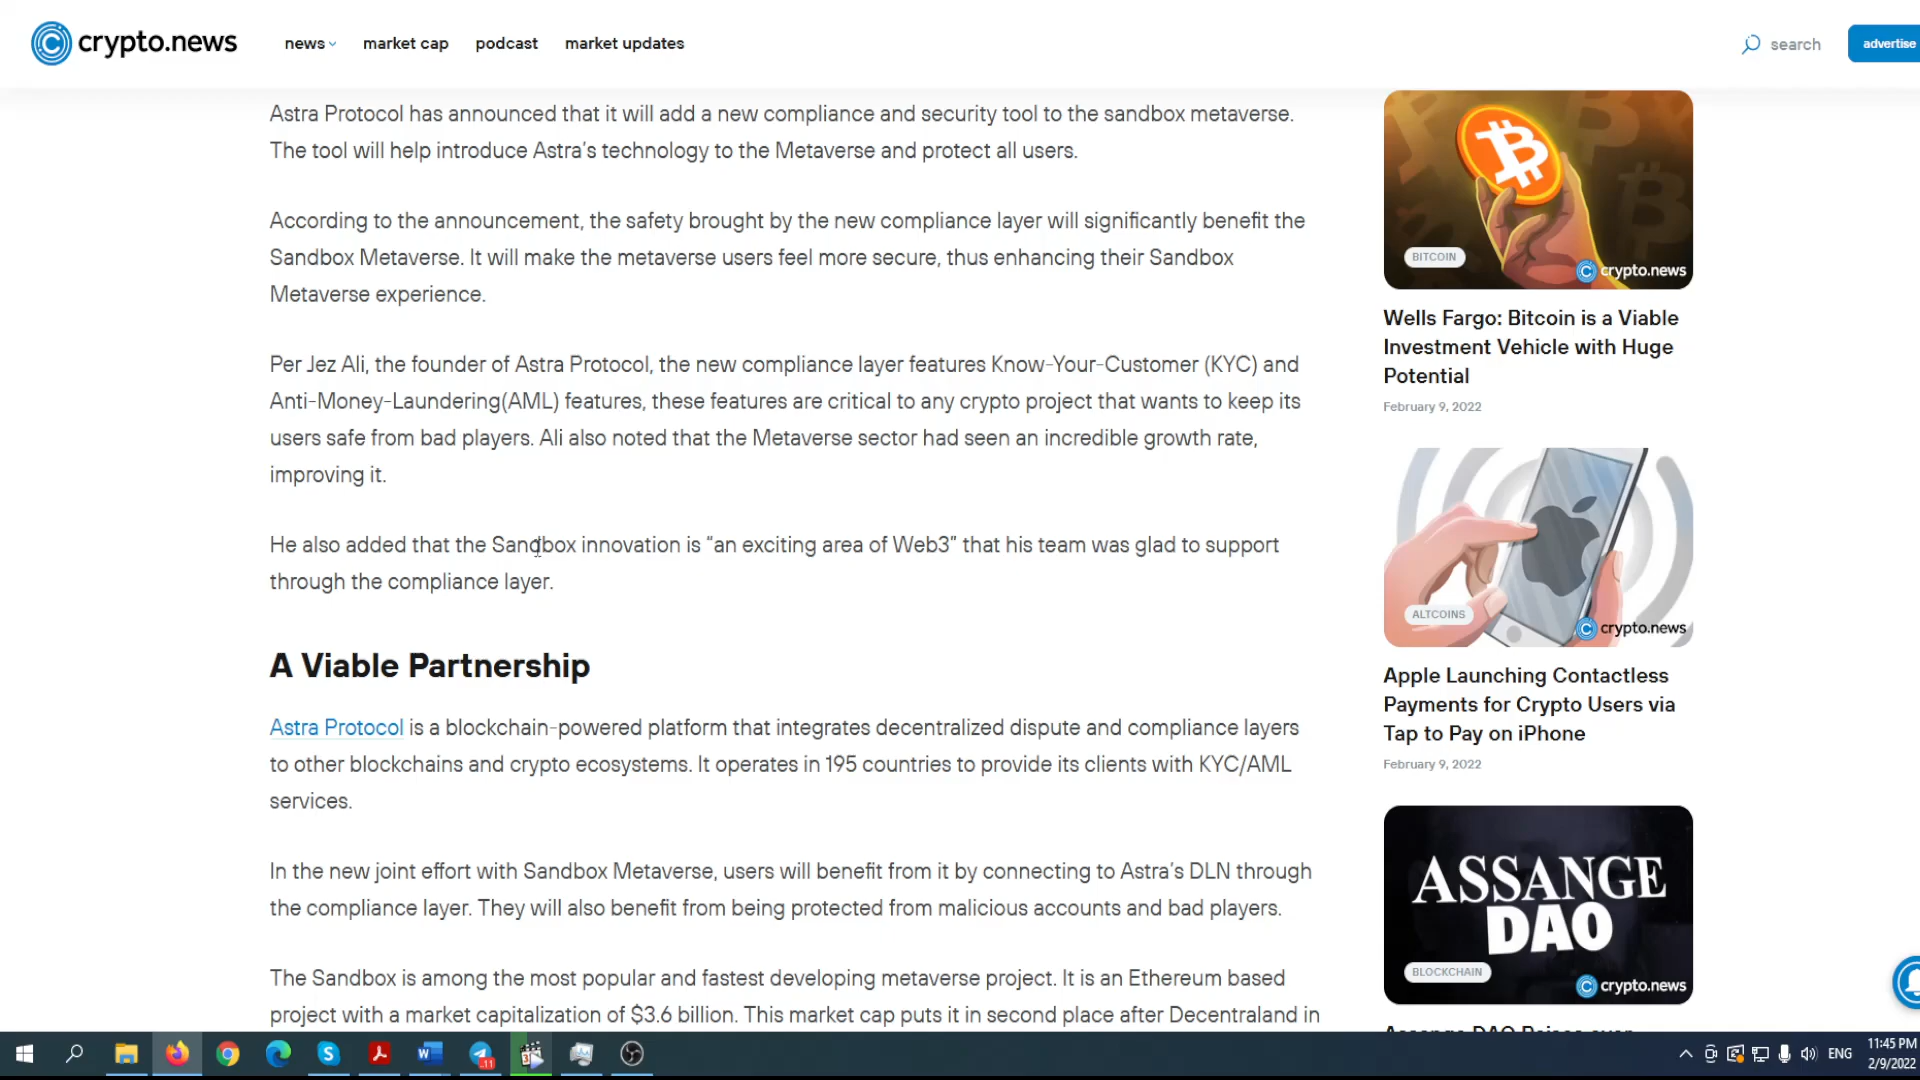 crypto.news
news
market cap
podcast
market updates
search
advertise
Astra Protocol has announced that it will add a new compliance and security tool to the sandbox metaverse.
The tool will help introduce Astra’s technology to the Metaverse and protect all users.
According to the announcement, the safety brought by the new compliance layer will significantly benefit the
Sandbox Metaverse. It will make the metaverse users feel more secure, thus enhancing their Sandbox
Metaverse experience.
Per Jez Ali, the founder of Astra Protocol, the new compliance layer features Know-Your-Customer (KYC) and
Anti-Money-Laundering(AML) features, these features are critical to any crypto project that wants to keep its
users safe from bad players. Ali also noted that the Metaverse sector had seen an incredible growth rate,
improving it.
He also added that the Sandbox innovation is “an exciting area of Web3” that his team was glad to support
through the compliance layer.
A Viable Partnership
Astra Protocol is a blockchain-powered platform that integrates decentralized dispute and compliance layers
to other blockchains and crypto ecosystems. It operates in 195 countries to provide its clients with KYC/AML
services.
In the new joint effort with Sandbox Metaverse, users will benefit from it by connecting to Astra’s DLN through
the compliance layer. They will also benefit from being protected from malicious accounts and bad players.
The Sandbox is among the most popular and fastest developing metaverse project. It is an Ethereum based
project with a market capitalization of $3.6 billion. This market cap puts it in second place after Decentraland in
BITCOIN
crypto.news
Wells Fargo: Bitcoin is a Viable
Investment Vehicle with Huge
Potential
February 9, 2022
ALTCOINS
crypto.news
Apple Launching Contactless
Payments for Crypto Users via
Tap to Pay on iPhone
February 9, 2022
ASSANGE
DAO
BLOCKCHAIN
crypto.news
Assange DAO Raises over
11
ENG
11:45 PM
2/9/2022